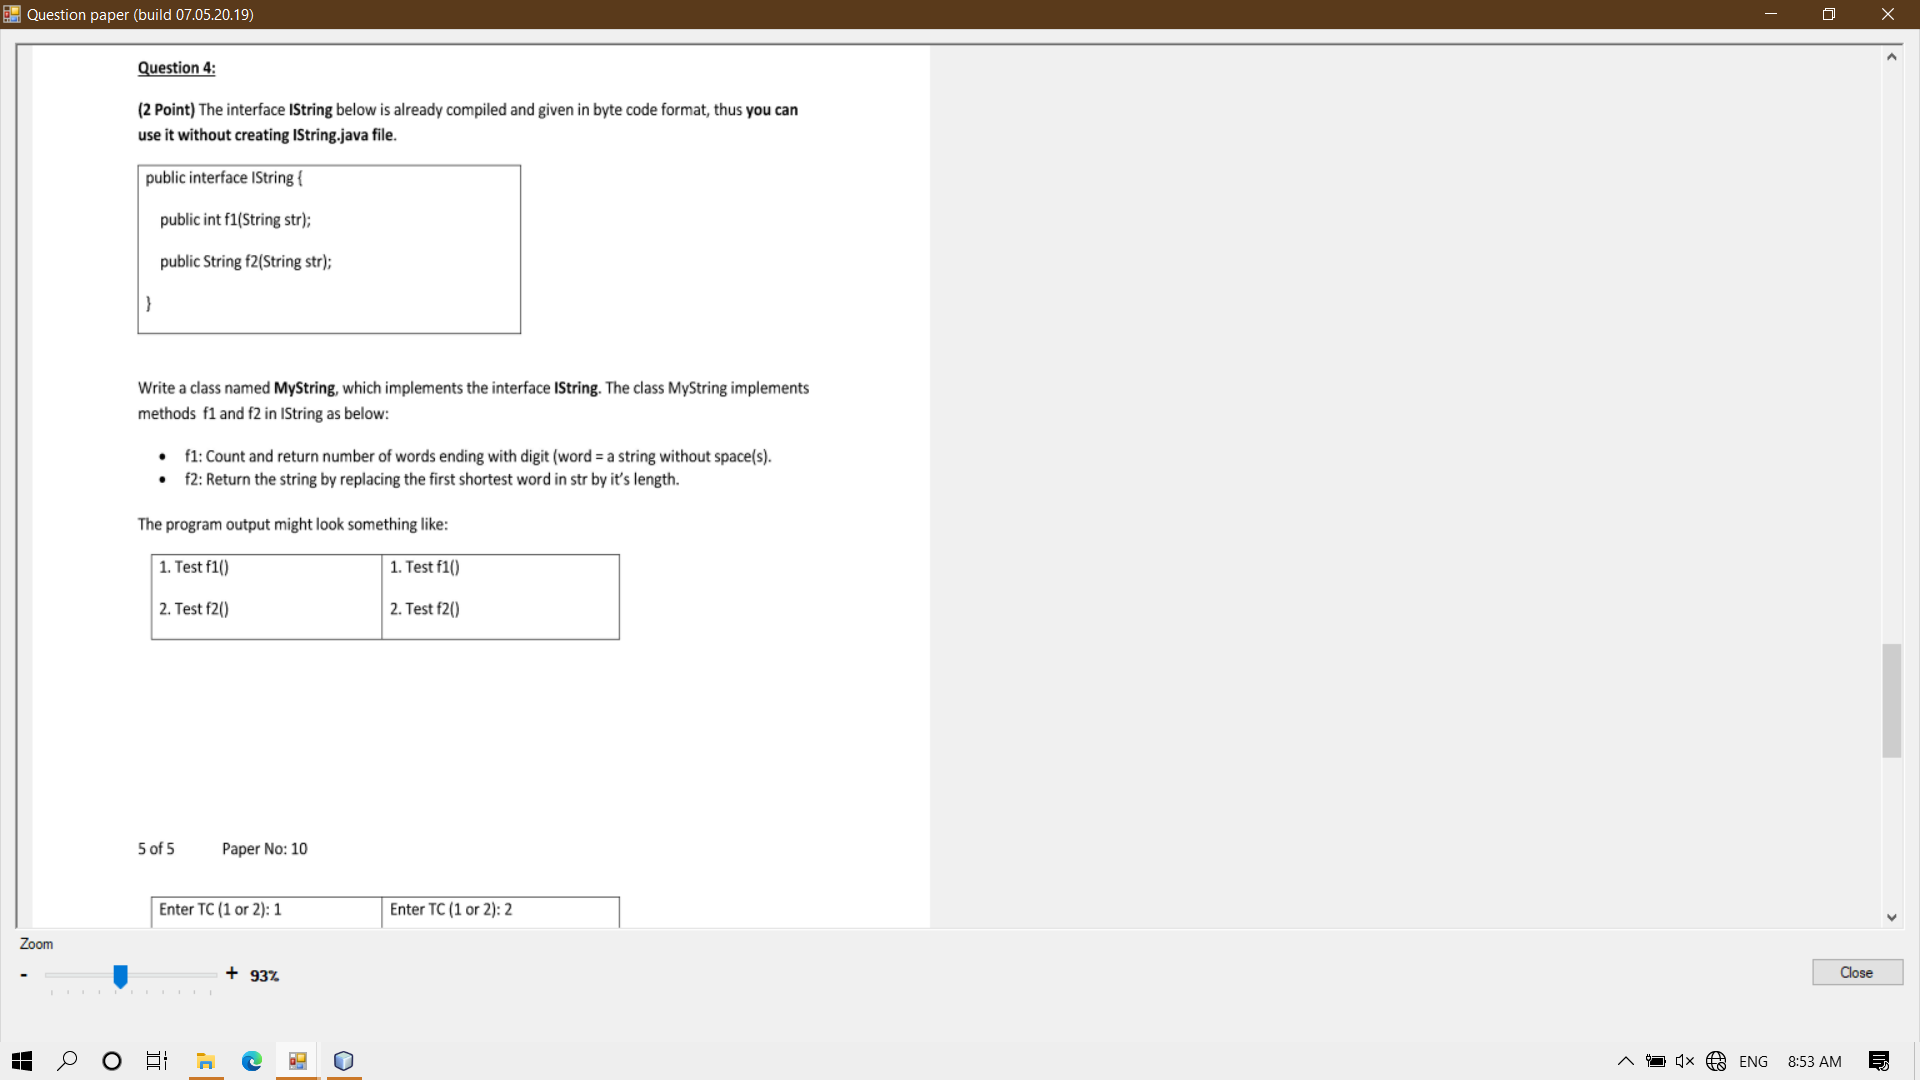 Question paper (build 07.05.20.19)
Question 4:
(2 Point) The interface IString below is already compiled and given in byte code format, thus you can
use it without creating IString.java file.
public interface IString {
public int f1(String str);
public String f2(String str);
}
Write a class named MyString, which implements the interface IString. The class MyString implements
methods f1 and f2 in IString as below:
• f1: Count and return number of words ending with digit (word = a string without space(s).
• f2: Return the string by replacing the first shortest word in str by it's length.
The program output might look something like:
1. Test f1() 1. Test f1()
2. Test f2() 2. Test f2()
5 of 5 Paper No: 10
Enter TC (1 or 2): 1 Enter TC (1 or 2): 2
Zoom
- + 93%
Close
ENG 8:53 AM